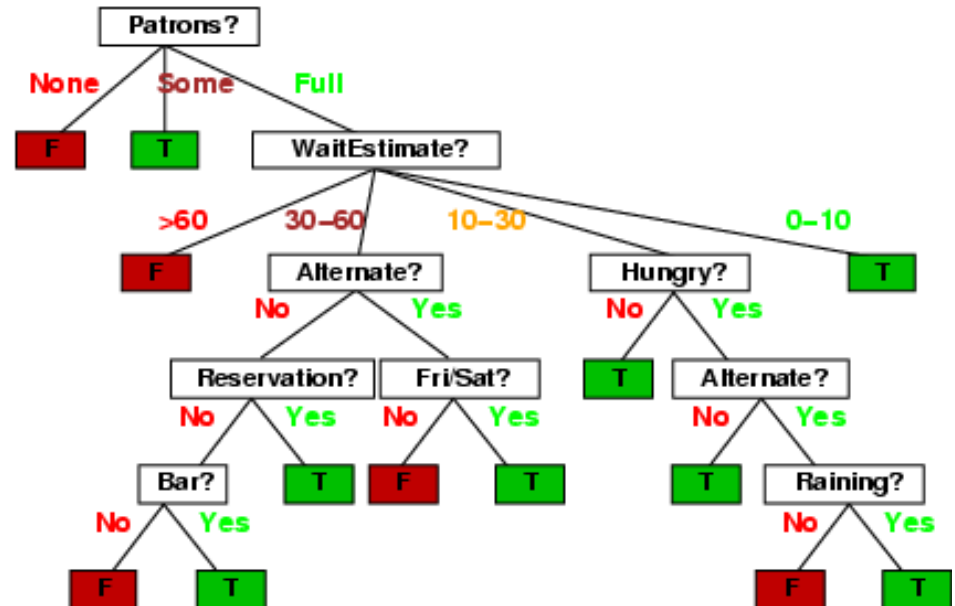 Patrons?
None Some Full
F T WaitEstimate?
>60 30–60 10–30 0–10
F Alternate? Hungry? T
No Yes No Yes
Reservation? Fri/Sat? T Alternate?
No Yes No Yes No Yes
Bar? T F T T Raining?
No Yes No Yes
F T F T